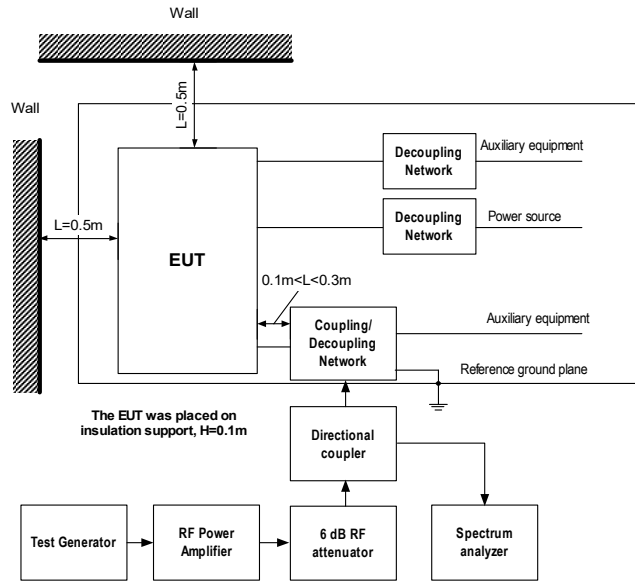 Wall
Wall
L=0.5m
L=0.5m
EUT
Decoupling
Network
Auxiliary equipment
Decoupling
Network
Power source
0.1m<L<0.3m
Coupling/
Decoupling
Network
Auxiliary equipment
Reference ground plane
The EUT was placed on
insulation support, H=0.1m
Directional
coupler
Test Generator
RF Power
Amplifier
6 dB RF
attenuator
Spectrum
analyzer